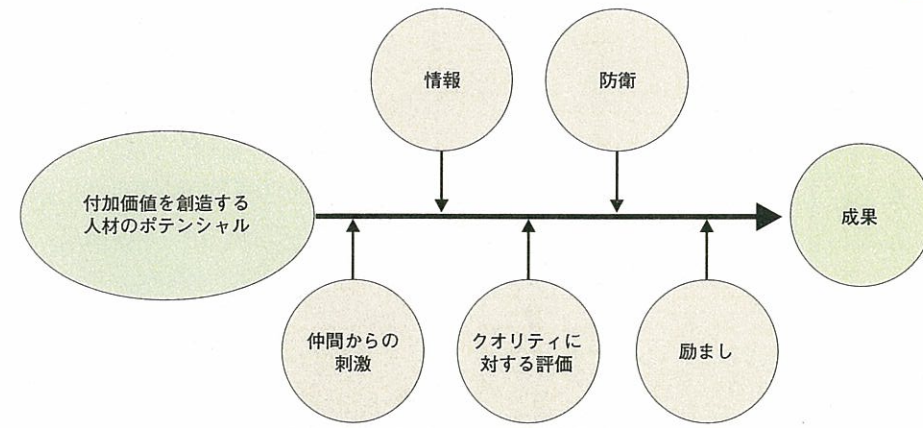 情報
防衛
付加価値を創造する
人材のポテンシャル
成果
仲間からの
刺激
クオリティに
対する評価
励まし